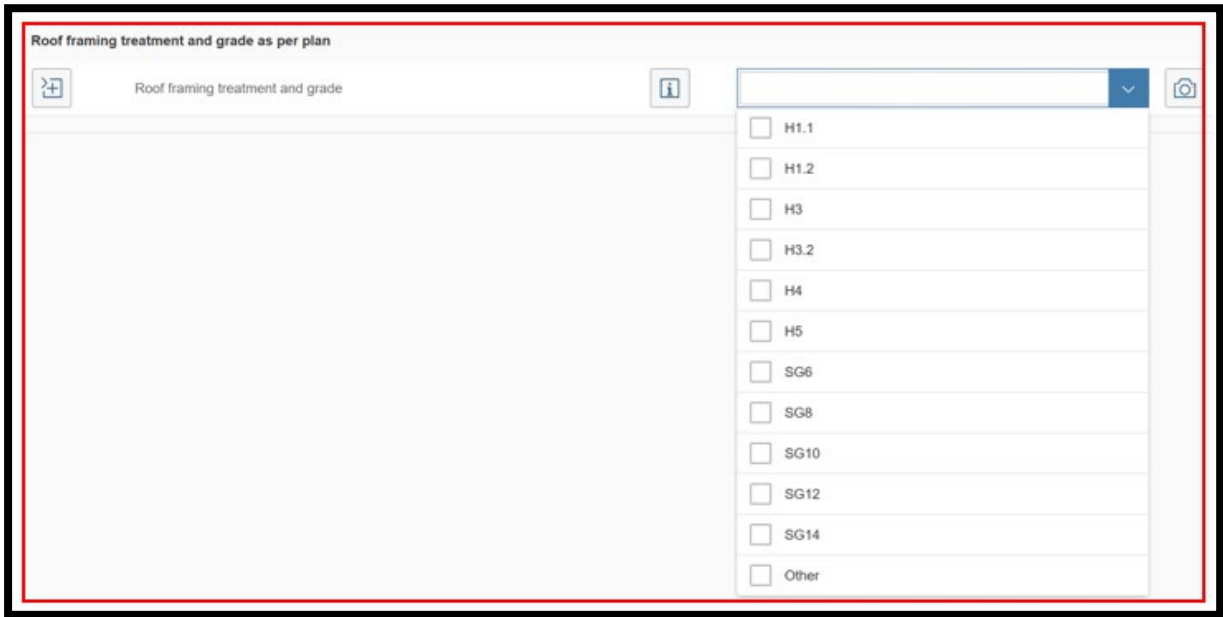 Roof framing treatment and grade as per plan
Roof framing treatment and grade
H1.1
H1.2
H3
H3.2
H4
H5
SG6
SG8
SG10
SG12
SG14
Other